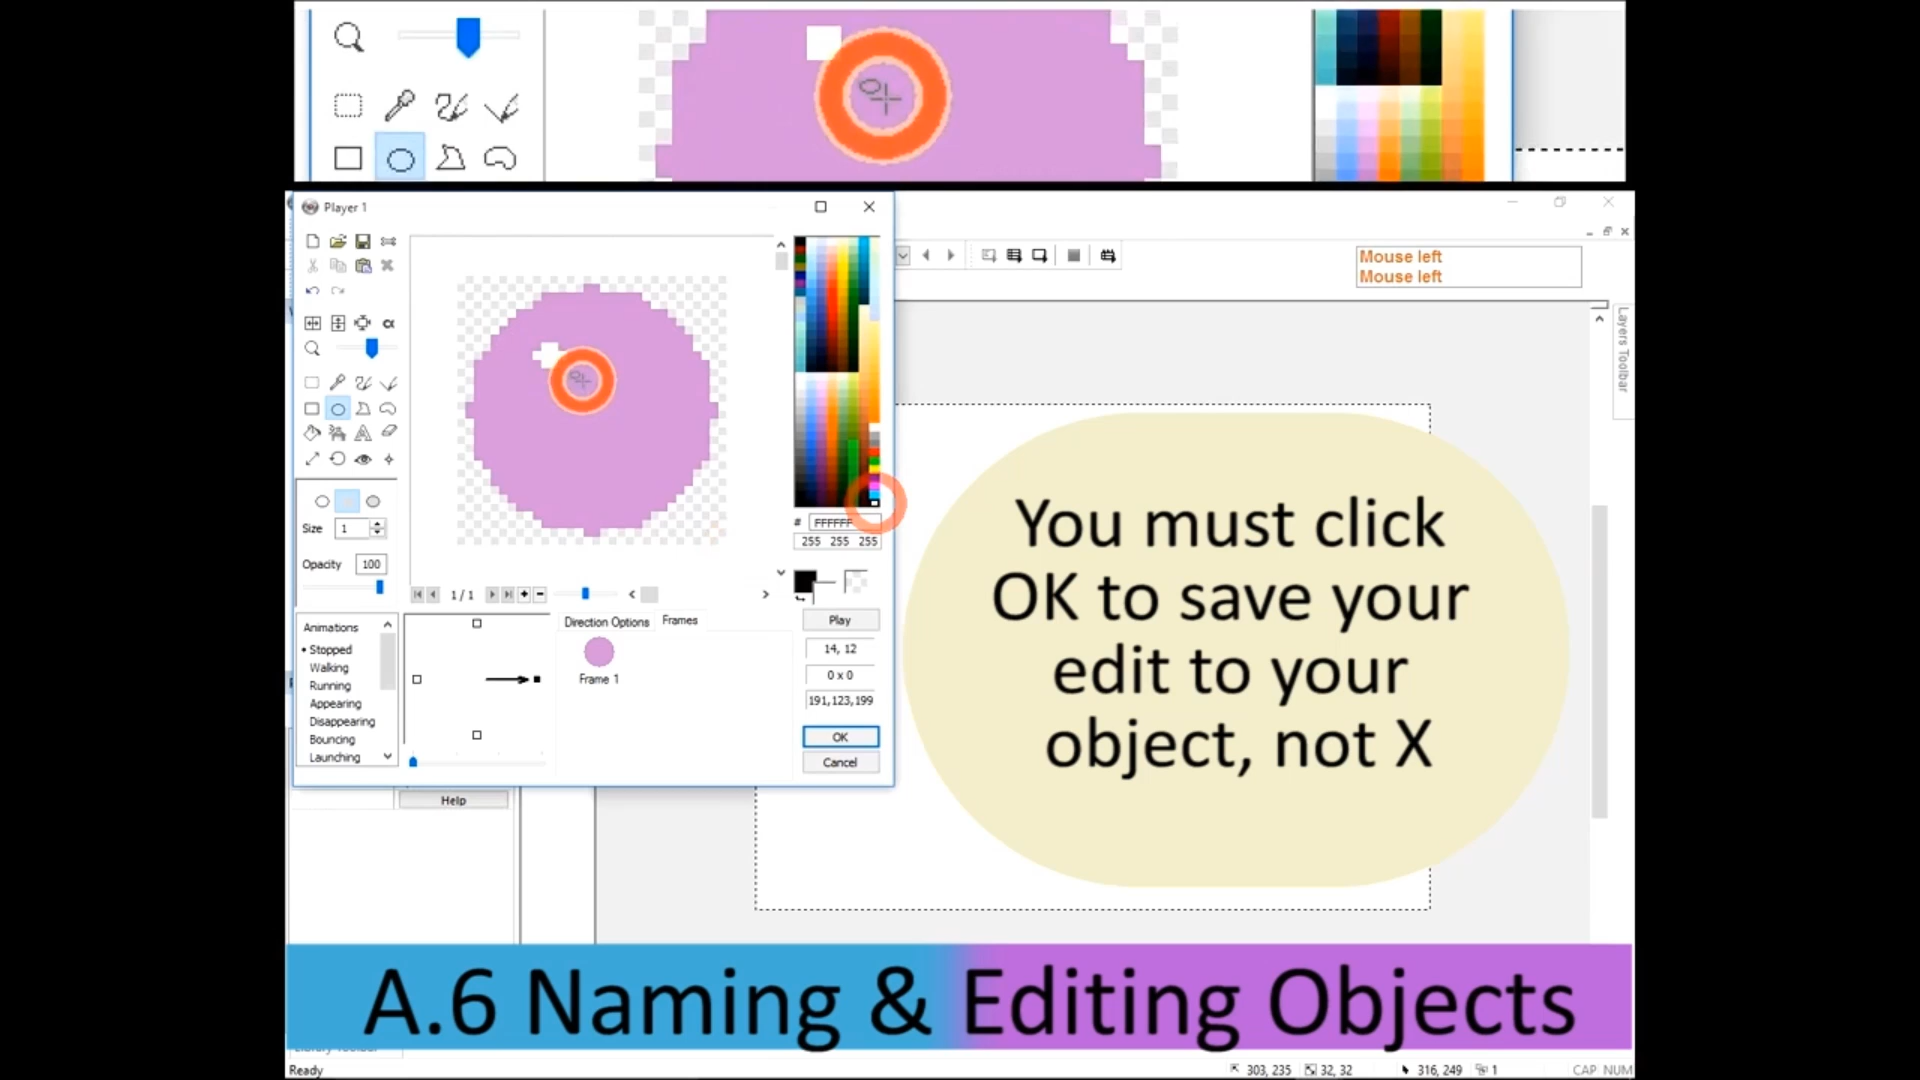 Player 1
Mouse left
Mouse left
Layers Toolbar
Size 1
Opacity 100
# FFFFFF
255 255 255
1 / 1
Animations
• Stopped
Walking
Running
Appearing
Disappearing
Bouncing
Launching
Direction Options Frames
Frame 1
Play
14, 12
0 x 0
191,123,199
OK
Cancel
Help
You must click
OK to save your
edit to your
object, not X
A.6 Naming & Editing Objects
Ready
303, 235 32, 32 316, 249 1 CAP NUM